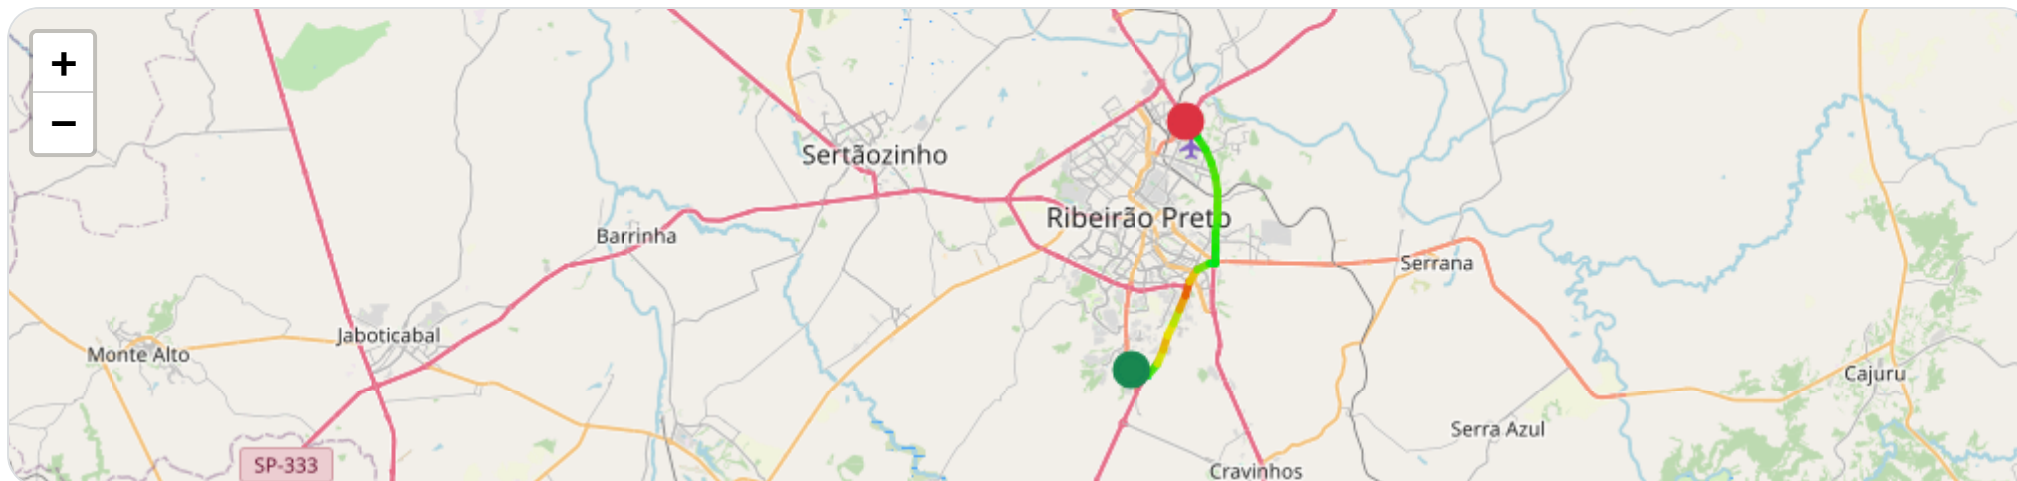 +
−
Sertãozinho
Ribeirão Preto
Barrinha
Serrana
Jaboticabal
Monte Alto
Cajuru
Serra Azul
SP-333
Cravinhos